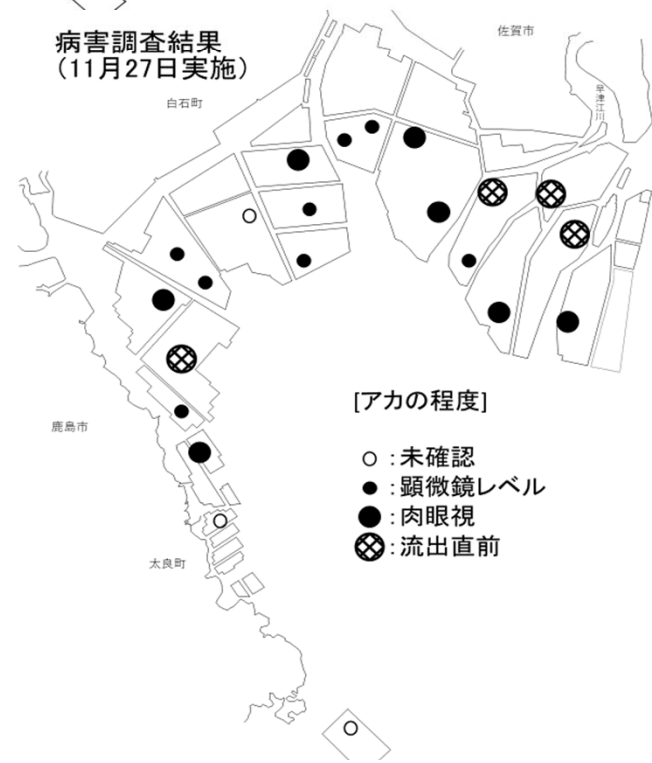 病害調査結果
(11月27日実施)
佐賀市
早津江川
白石町
[アカの程度]
鹿島市
：未確認
：顕微鏡レベル
：肉眼視
：流出直前
太良町